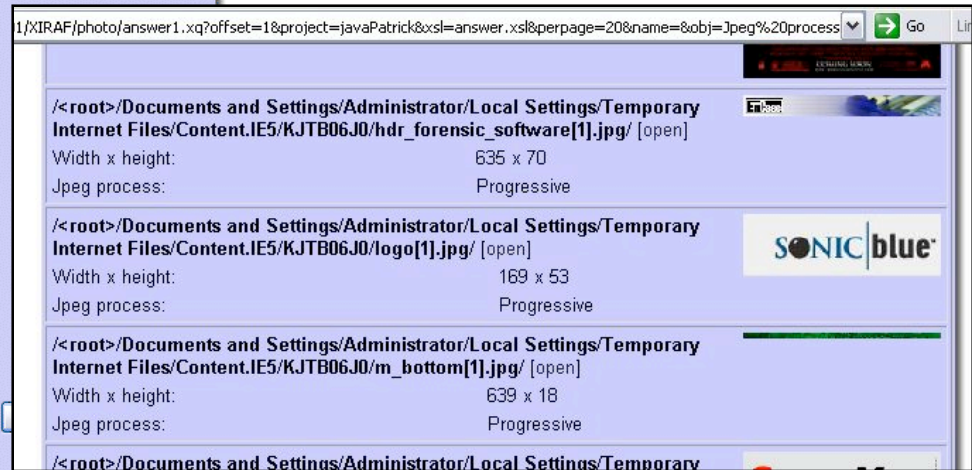 1/XIRAF/photo/answer1.xq?offset=1&project=javaPatrick&xsl=answer.xsl&perpage=20&name=&obj=Jpeg%20process Go Lin
COMING SOON
/<root>/Documents and Settings/Administrator/Local Settings/Temporary
Internet Files/Content.IE5/KJTB06J0/hdr_forensic_software[1].jpg/ [open]
Width x height: 635 x 70
Jpeg process: Progressive
/<root>/Documents and Settings/Administrator/Local Settings/Temporary
Internet Files/Content.IE5/KJTB06J0/logo[1].jpg/ [open]
SONIC blue
Width x height: 169 x 53
Jpeg process: Progressive
/<root>/Documents and Settings/Administrator/Local Settings/Temporary
Internet Files/Content.IE5/KJTB06J0/m_bottom[1].jpg/ [open]
Width x height: 639 x 18
Jpeg process: Progressive
/<root>/Documents and Settings/Administrator/Local Settings/Temporary